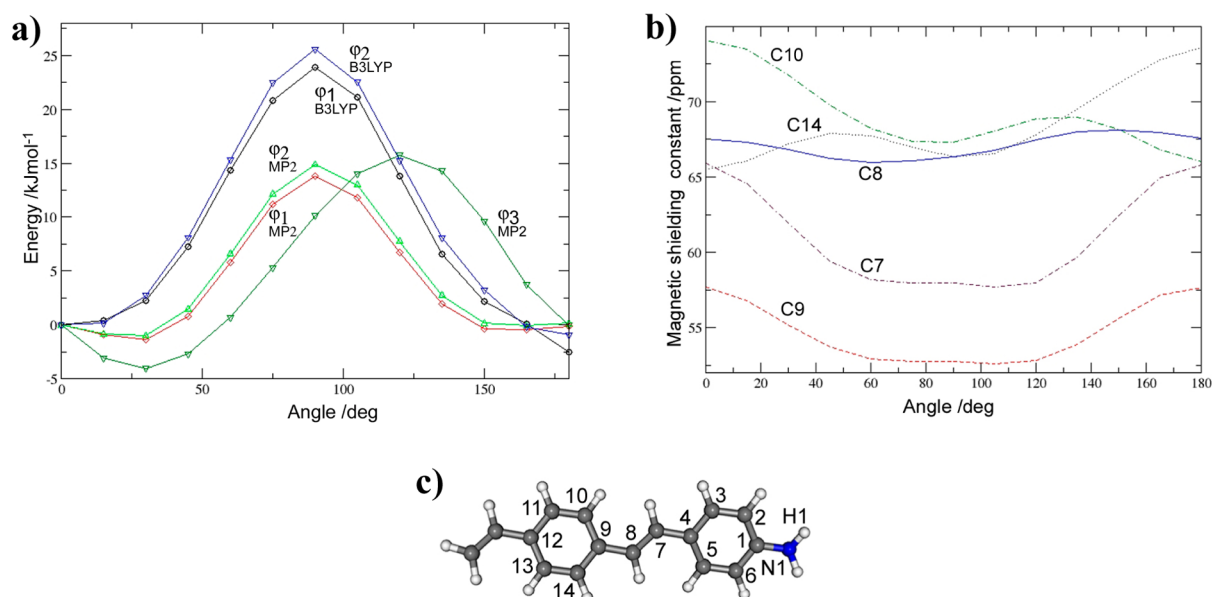 a)
Energy /kJmol-1
25
20
15
10
5
0
-5
0
50
100
150
Angle /deg
φ2
B3LYP
φ1
B3LYP
φ2
MP2
φ1
MP2
φ3
MP2
b)
Magnetic shielding constant /ppm
70
65
60
55
0
20
40
60
80
100
120
140
160
180
Angle /deg
C10
C14
C8
C7
C9
c)
11
10
3
2
H1
12
9
8
4
1
7
13
5
N1
14
6